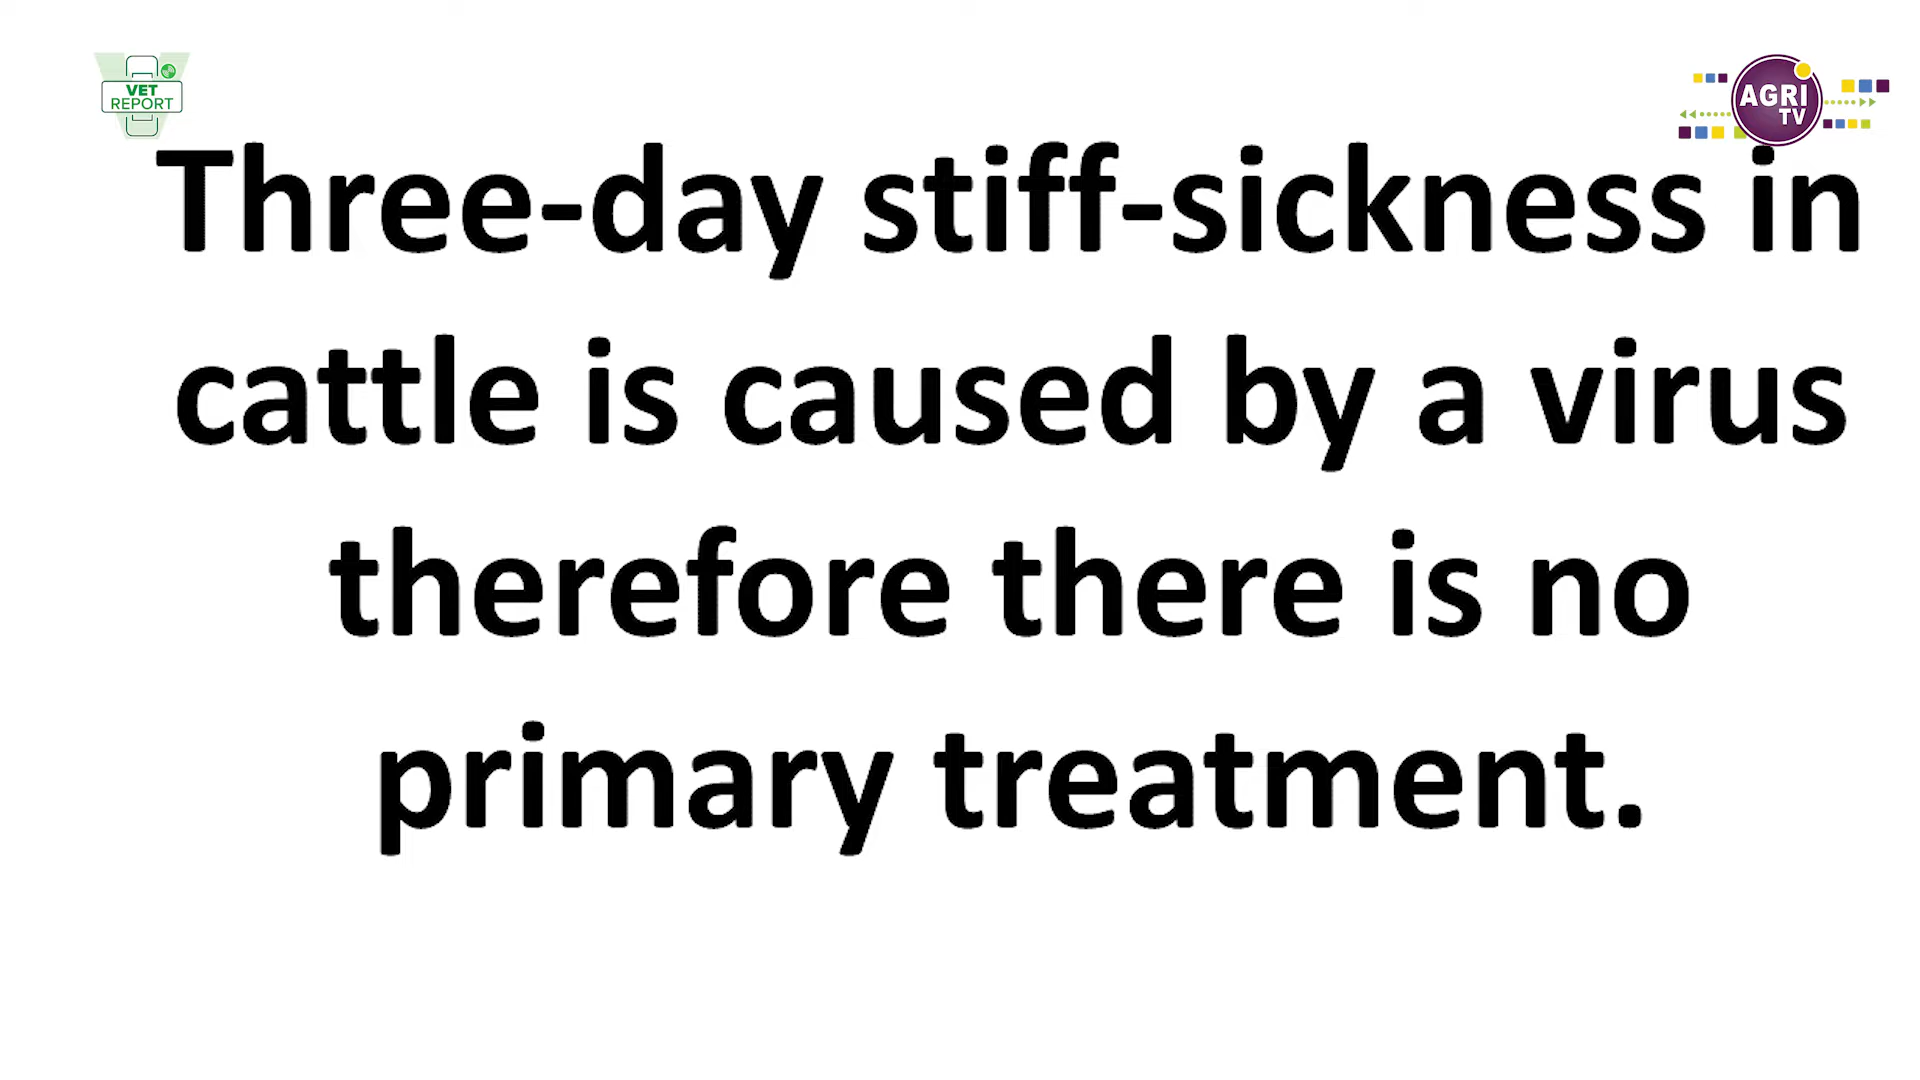 VET
REPORT
AGRI
TV
Three-day stiff-sickness in
cattle is caused by a virus
therefore there is no
primary treatment.